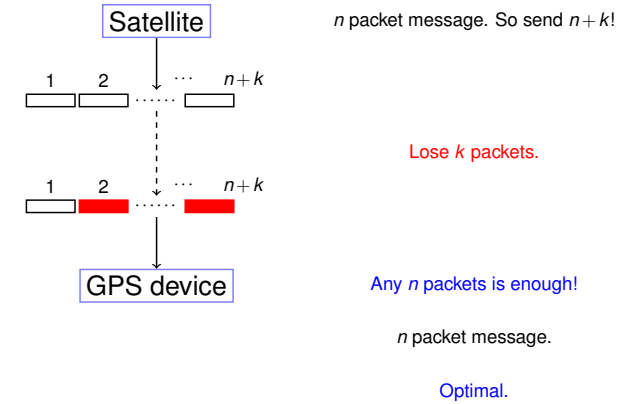 Satellite
n packet message. So send n+k!
1 2 ··· n+k
······
Lose k packets.
1 2 ··· n+k
······
GPS device
Any n packets is enough!
n packet message.
Optimal.